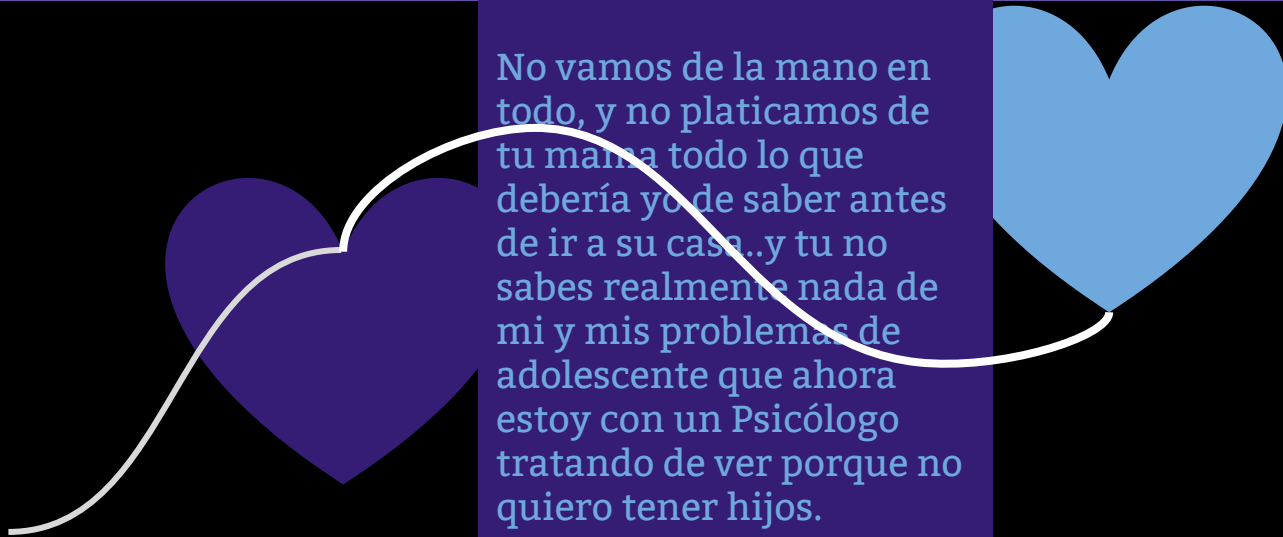 No vamos de la mano en
todo, y no platicamos de
tu mama todo lo que
debería yo de saber antes
de ir a su casa..y tu no
sabes realmente nada de
mi y mis problemas de
adolescente que ahora
estoy con un Psicólogo
tratando de ver porque no
quiero tener hijos.